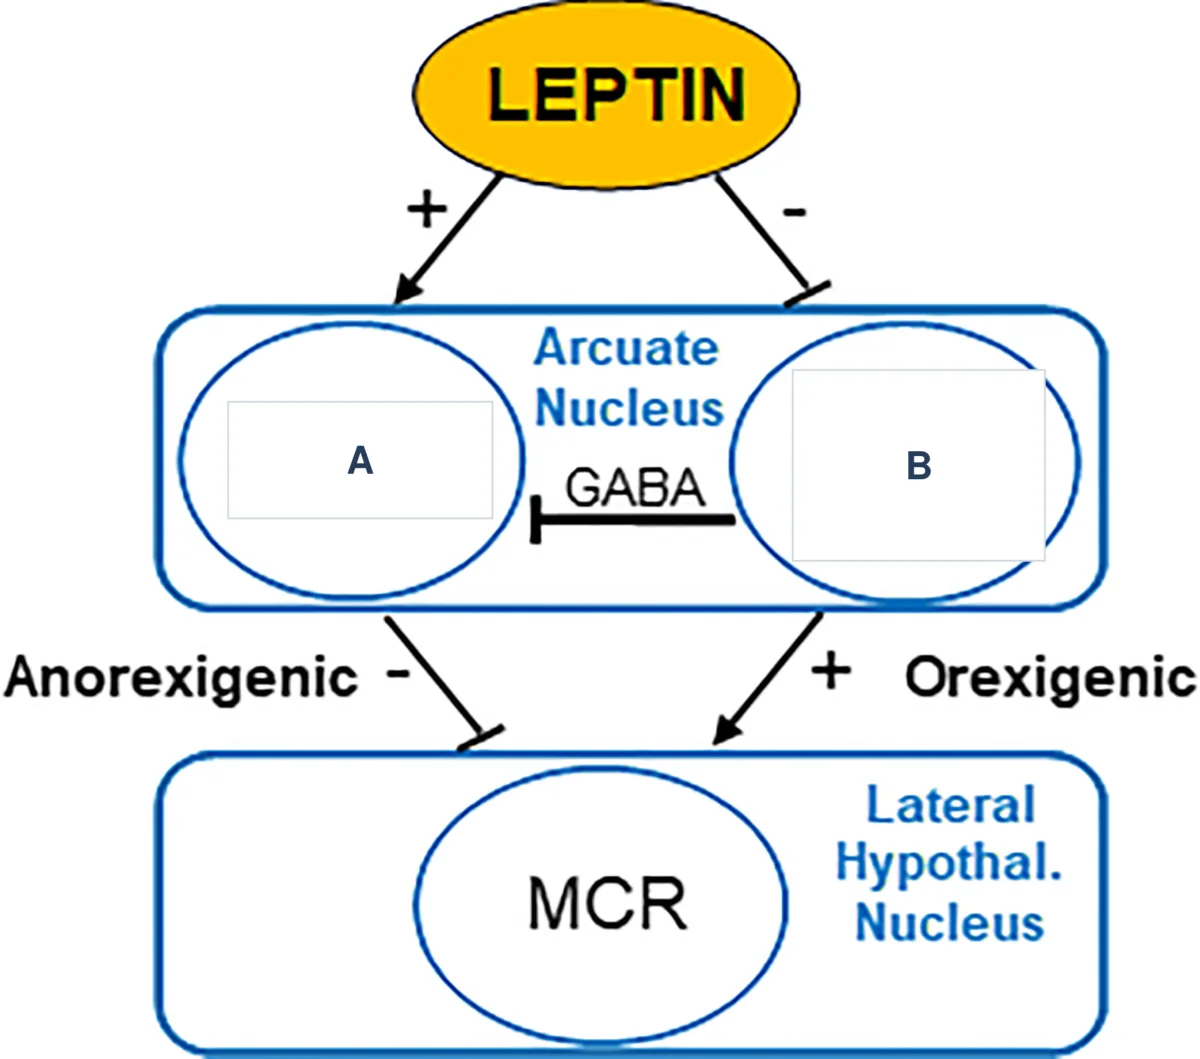 LEPTIN
+
-
Arcuate
Nucleus
A
GABA
B
Anorexigenic -
+ Orexigenic
Lateral
Hypothal.
Nucleus
MCR